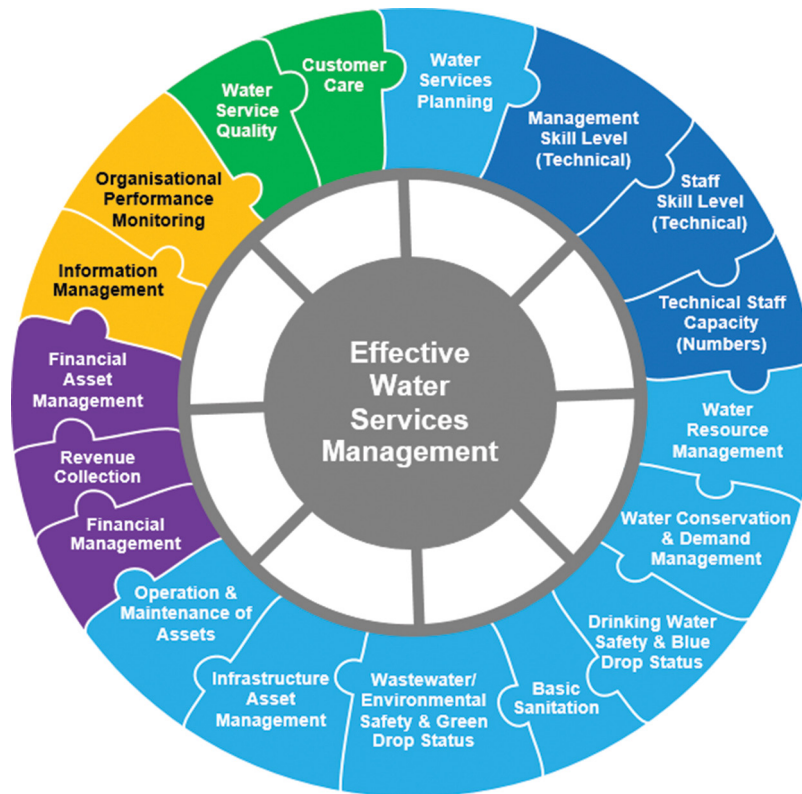 Effective
Water
Services
Management
Water
Services
Planning
Management
Skill Level
(Technical)
Staff
Skill Level
(Technical)
Technical Staff
Capacity
(Numbers)
Water
Resource
Management
Water Conservation
& Demand
Management
Drinking Water
Safety & Blue
Drop Status
Basic
Sanitation
Wastewater/
Environmental
Safety & Green
Drop Status
Infrastructure
Asset
Management
Operation &
Maintenance of
Assets
Financial
Management
Revenue
Collection
Financial
Asset
Management
Information
Management
Organisational
Performance
Monitoring
Water
Service
Quality
Customer
Care